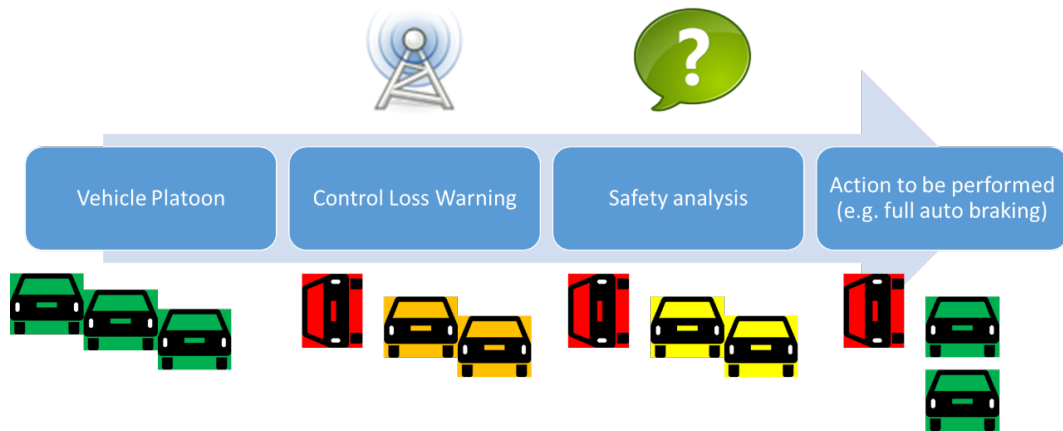 ?
Vehicle Platoon
Control Loss Warning
Safety analysis
Action to be performed
(e.g. full auto braking)